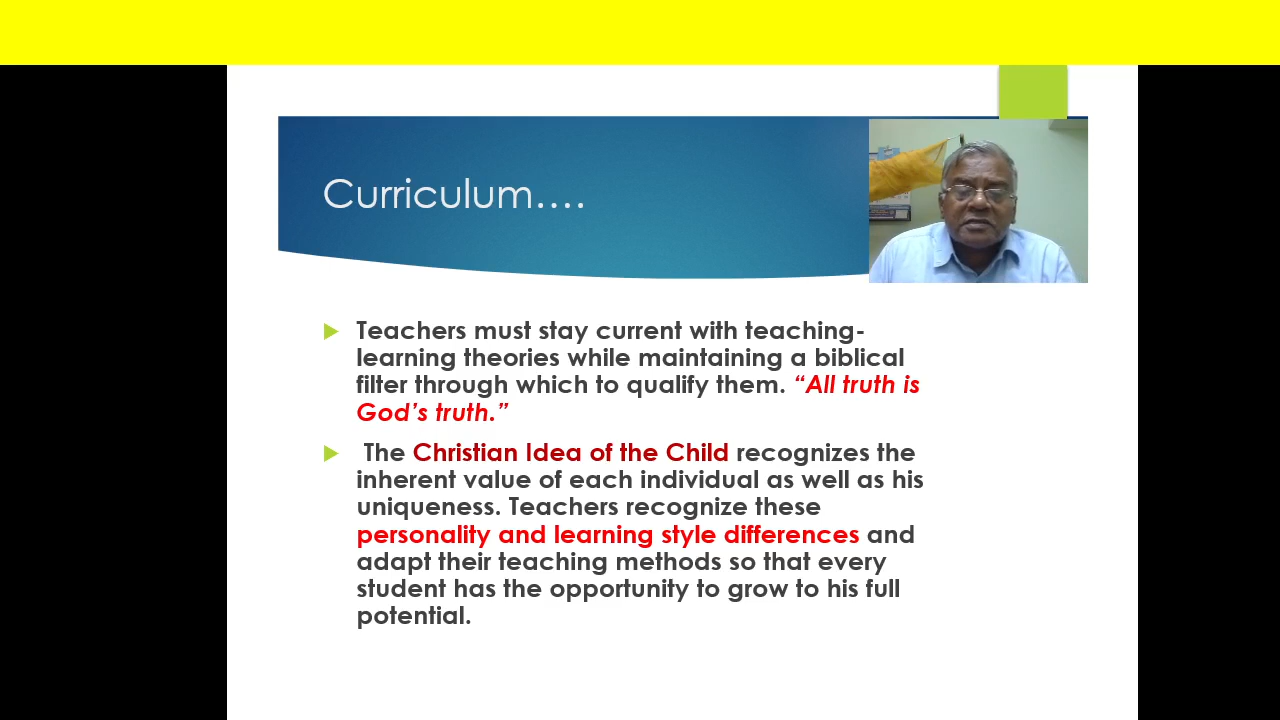 Curriculum....
Teachers must stay current with teaching-
learning theories while maintaining a biblical
filter through which to qualify them. “All truth is
God’s truth.”
The Christian Idea of the Child recognizes the
inherent value of each individual as well as his
uniqueness. Teachers recognize these
personality and learning style differences and
adapt their teaching methods so that every
student has the opportunity to grow to his full
potential.